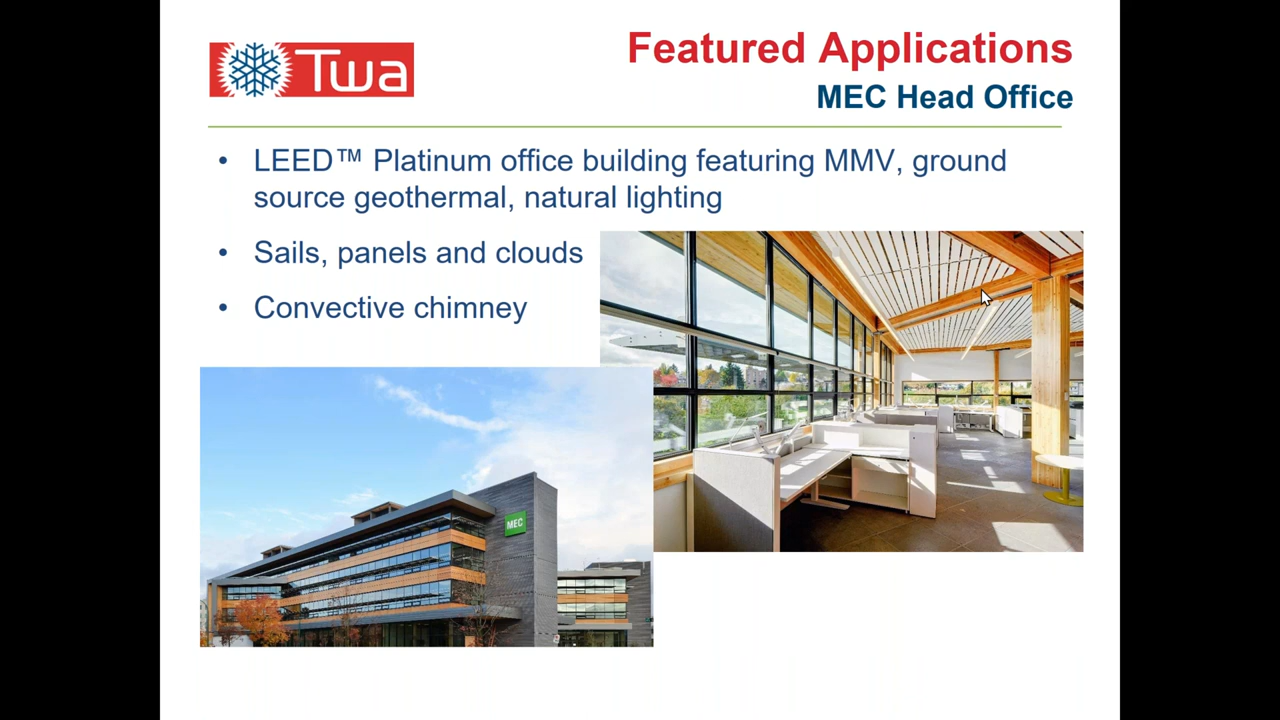 Twa
Featured Applications
MEC Head Office
• LEED™ Platinum office building featuring MMV, ground
source geothermal, natural lighting
• Sails, panels and clouds
• Convective chimney
MEC